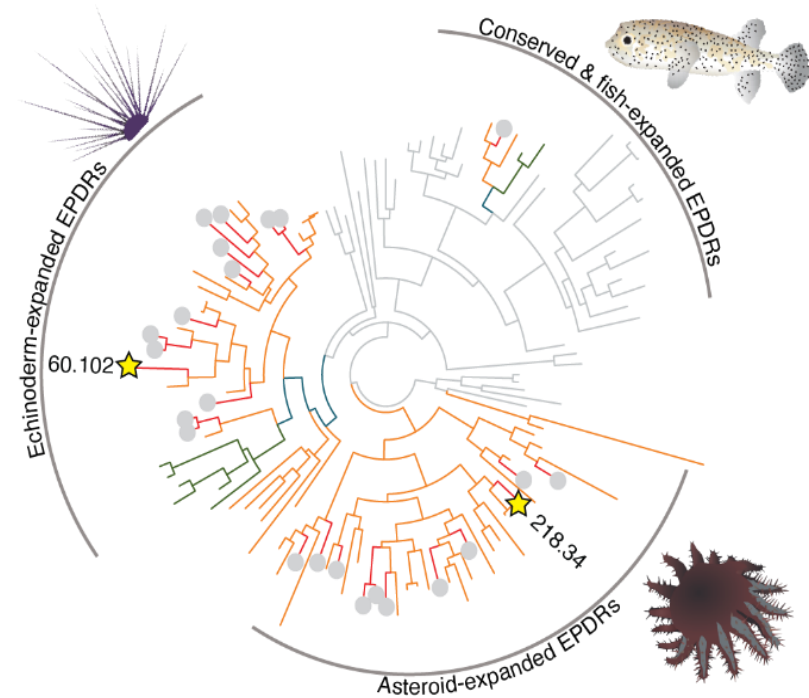 Conserved & fish-expanded EPDRs
Echinoderm-expanded EPDRs
60.102
218.34
Asteroid-expanded EPDRs